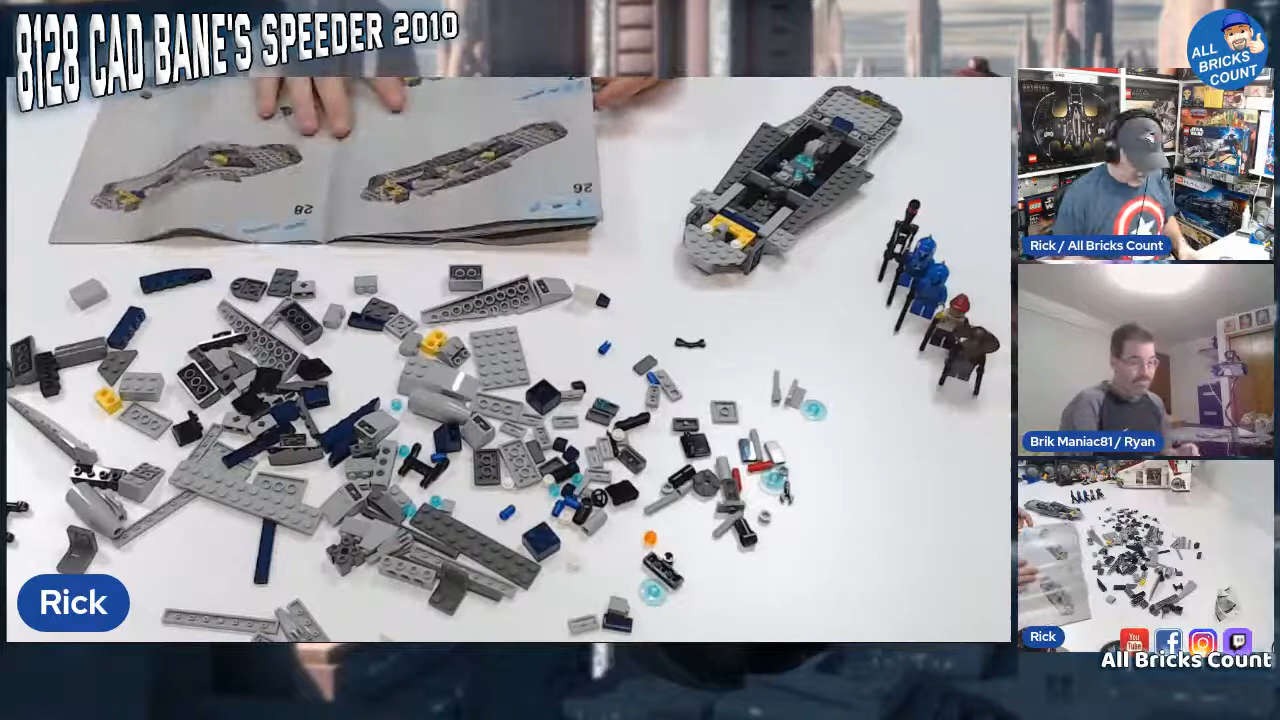 8128 CAD BANE'S SPEEDER 2010
ALL
BRICKS
COUNT
28
26
Rick / All Bricks Count
Brik Maniac81 / Ryan
Rick
Rick
All Bricks Count